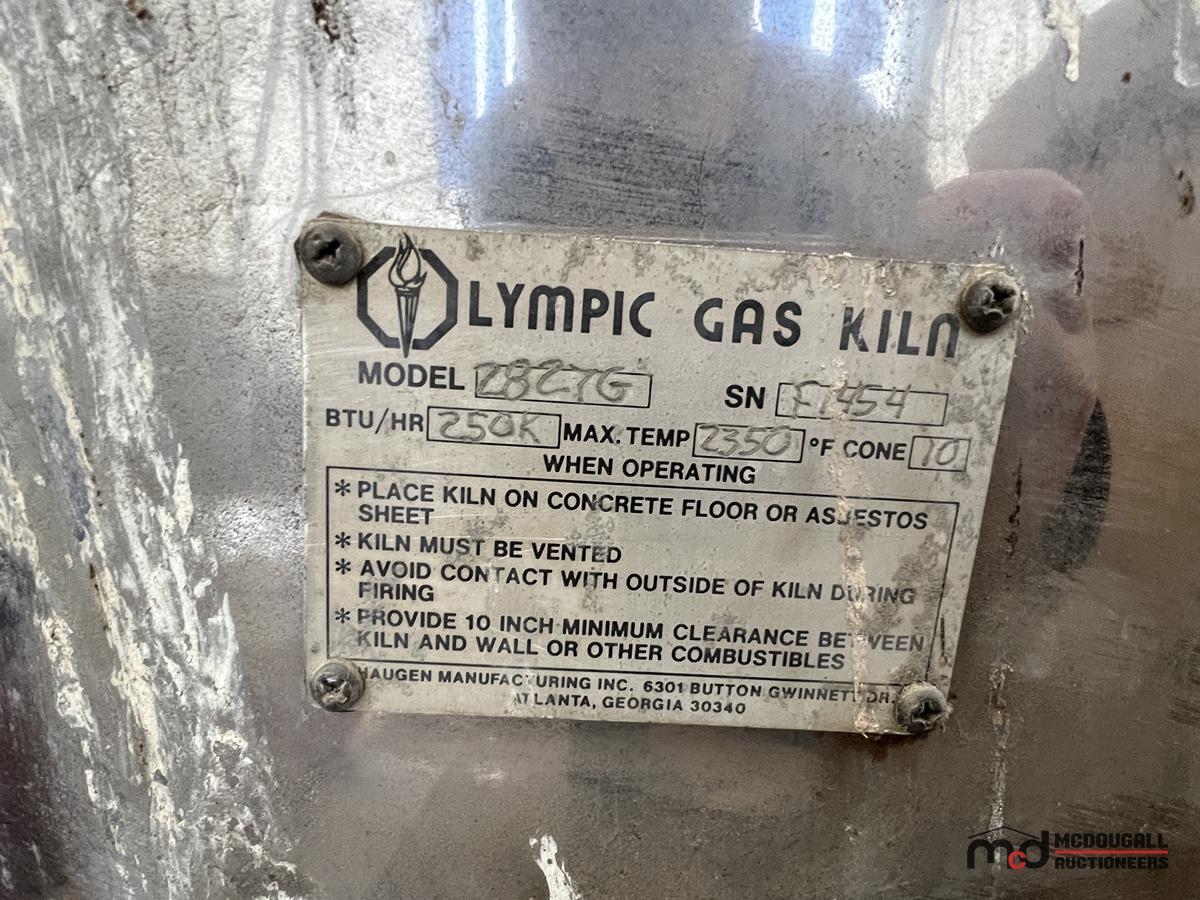 OLYMPIC GAS KILN
MODEL 2827G SN F1454
BTU/HR 250K MAX. TEMP 2350 °F CONE 10
WHEN OPERATING
* PLACE KILN ON CONCRETE FLOOR OR ASBESTOS
SHEET
* KILN MUST BE VENTED
* AVOID CONTACT WITH OUTSIDE OF KILN DURING
FIRING
* PROVIDE 10 INCH MINIMUM CLEARANCE BETWEEN
KILN AND WALL OR OTHER COMBUSTIBLES
HAUGEN MANUFACTURING INC. 6301 BUTTON GWINNETT DR.
ATLANTA, GEORGIA 30340
mcd MCDOUGALL
AUCTIONEERS